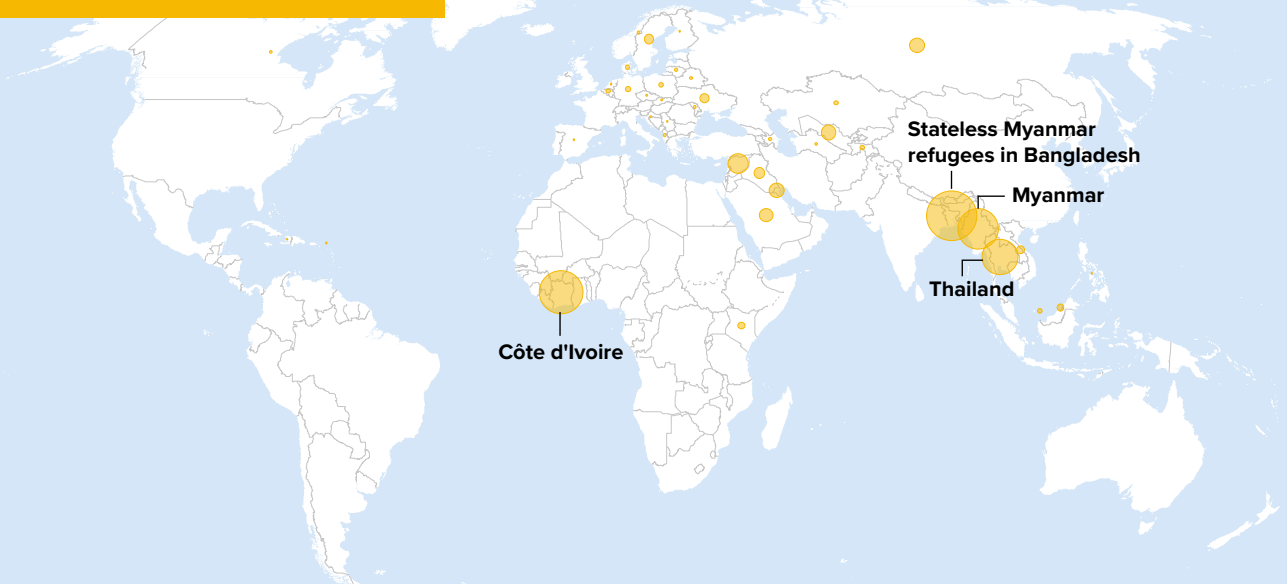 Stateless Myanmar
refugees in Bangladesh
Myanmar
Thailand
Côte d'Ivoire